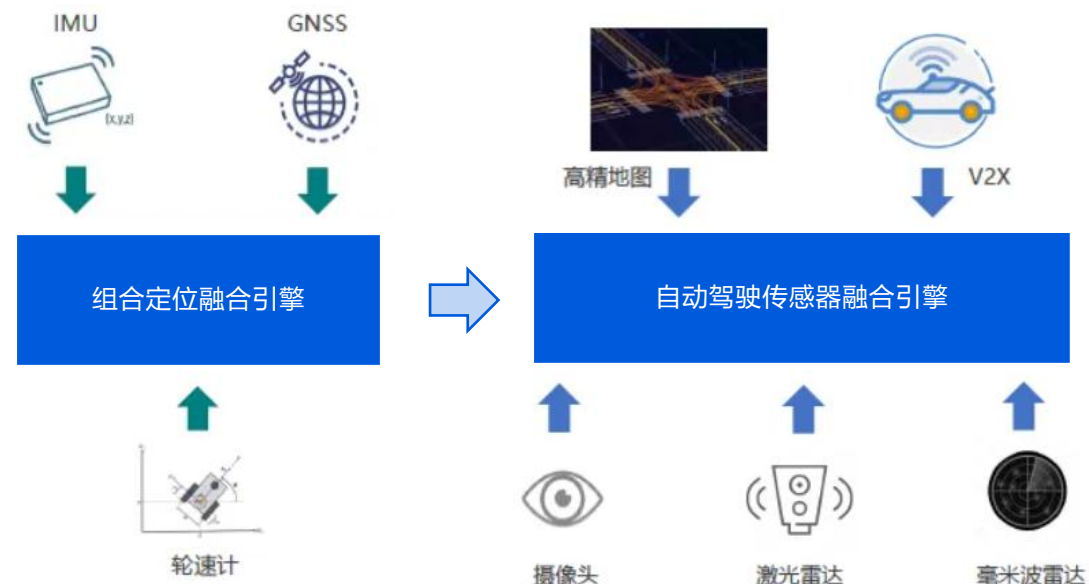 IMU
GNSS
{x,y,z}
高精地图
V2X
组合定位融合引擎
自动驾驶传感器融合引擎
轮速计
摄像头
激光雷达
毫米波雷达